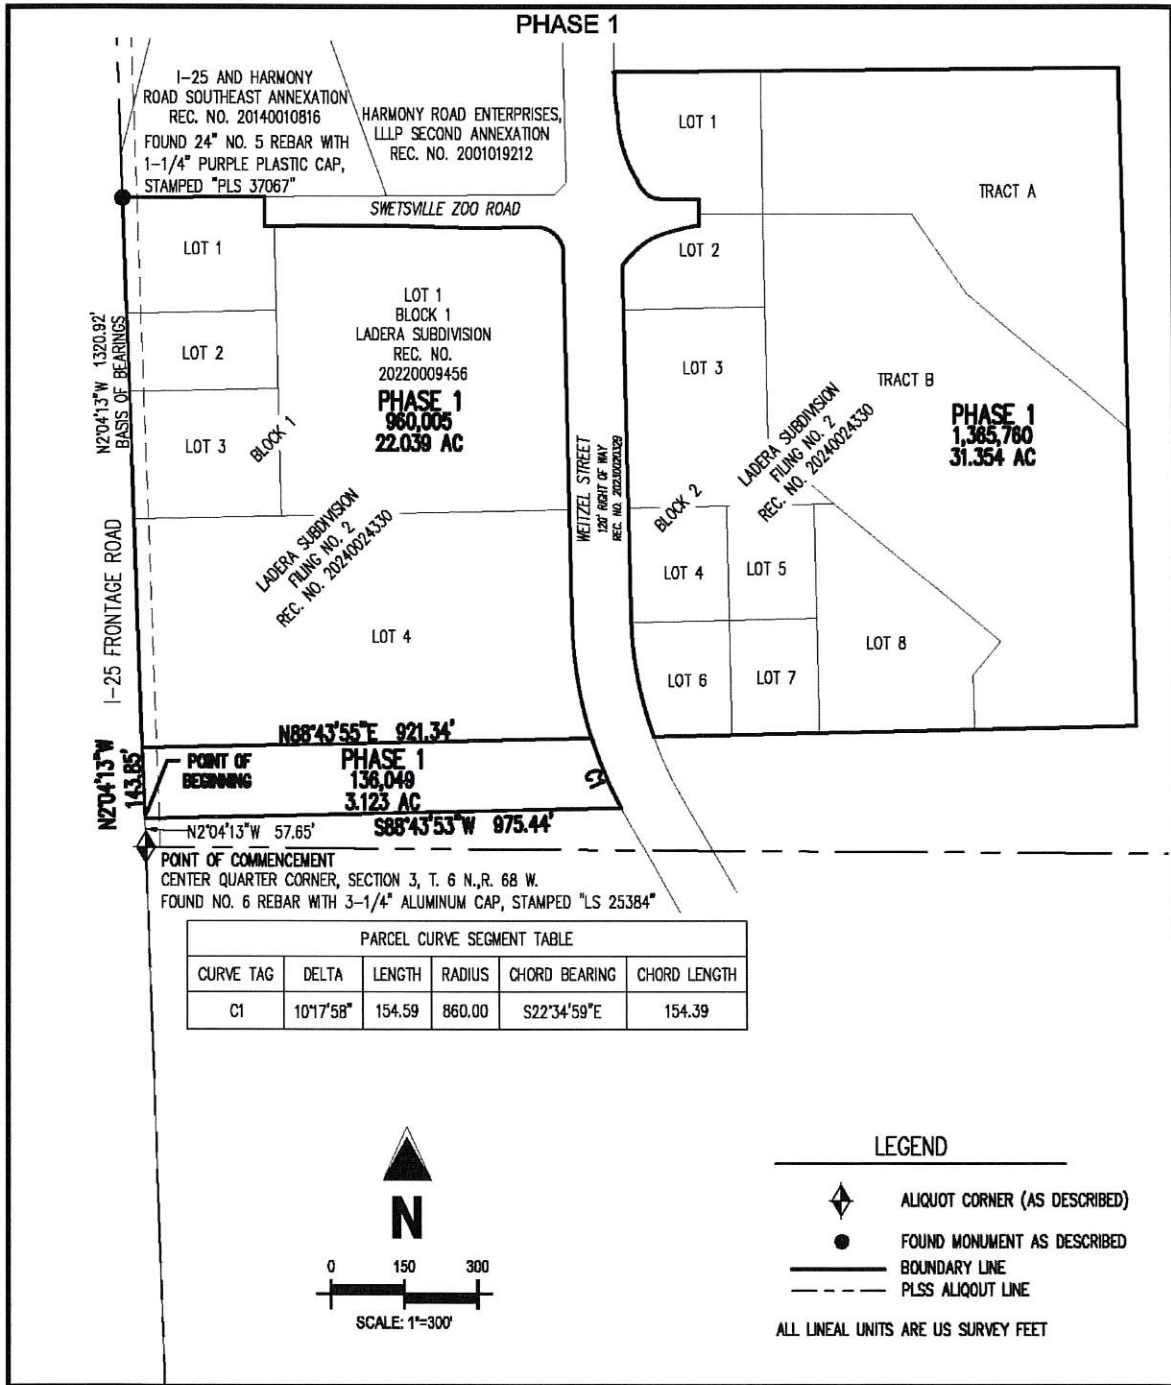 PHASE 1
I-25 AND HARMONY
ROAD SOUTHEAST ANNEXATION
REC. NO. 20140010816
FOUND 24" NO. 5 REBAR WITH
1-1/4" PURPLE PLASTIC CAP,
STAMPED "PLS 37067"
HARMONY ROAD ENTERPRISES,
LLLP SECOND ANNEXATION
REC. NO. 2001019212
SWETSVILLE ZOO ROAD
LOT 1
LOT 2
LOT 3
BLOCK 1
LOT 1
BLOCK 1
LADERA SUBDIVISION
REC. NO.
20220009456
PHASE 1
960,005
22.039 AC
N2°04'13"W 1320.92'
BASIS OF BEARINGS
I-25 FRONTAGE ROAD
LADERA SUBDIVISION
FILING NO. 2
REC. NO. 20240024330
LOT 4
WEITZEL STREET
120' RIGHT OF WAY
REC. NO. 20230020329
LOT 1
TRACT A
LOT 2
LOT 3
TRACT B
LADERA SUBDIVISION
FILING NO. 2
REC. NO. 20240024330
PHASE 1
1,365,760
31.354 AC
BLOCK 2
LOT 4
LOT 5
LOT 6
LOT 7
LOT 8
N88°43'55"E 921.34'
N2°04'13"W
143.85'
POINT OF
BEGINNING
PHASE 1
136,049
3.123 AC
C1
N2°04'13"W 57.65'
S88°43'53"W 975.44'
POINT OF COMMENCEMENT
CENTER QUARTER CORNER, SECTION 3, T. 6 N.,R. 68 W.
FOUND NO. 6 REBAR WITH 3-1/4" ALUMINUM CAP, STAMPED "LS 25384"
PARCEL CURVE SEGMENT TABLE
CURVE TAG DELTA LENGTH RADIUS CHORD BEARING CHORD LENGTH
C1 10°17'58" 154.59 860.00 S22°34'59"E 154.39
N
0 150 300
SCALE: 1"=300'
LEGEND
ALIQUOT CORNER (AS DESCRIBED)
FOUND MONUMENT AS DESCRIBED
BOUNDARY LINE
PLSS ALIQOUT LINE
ALL LINEAL UNITS ARE US SURVEY FEET